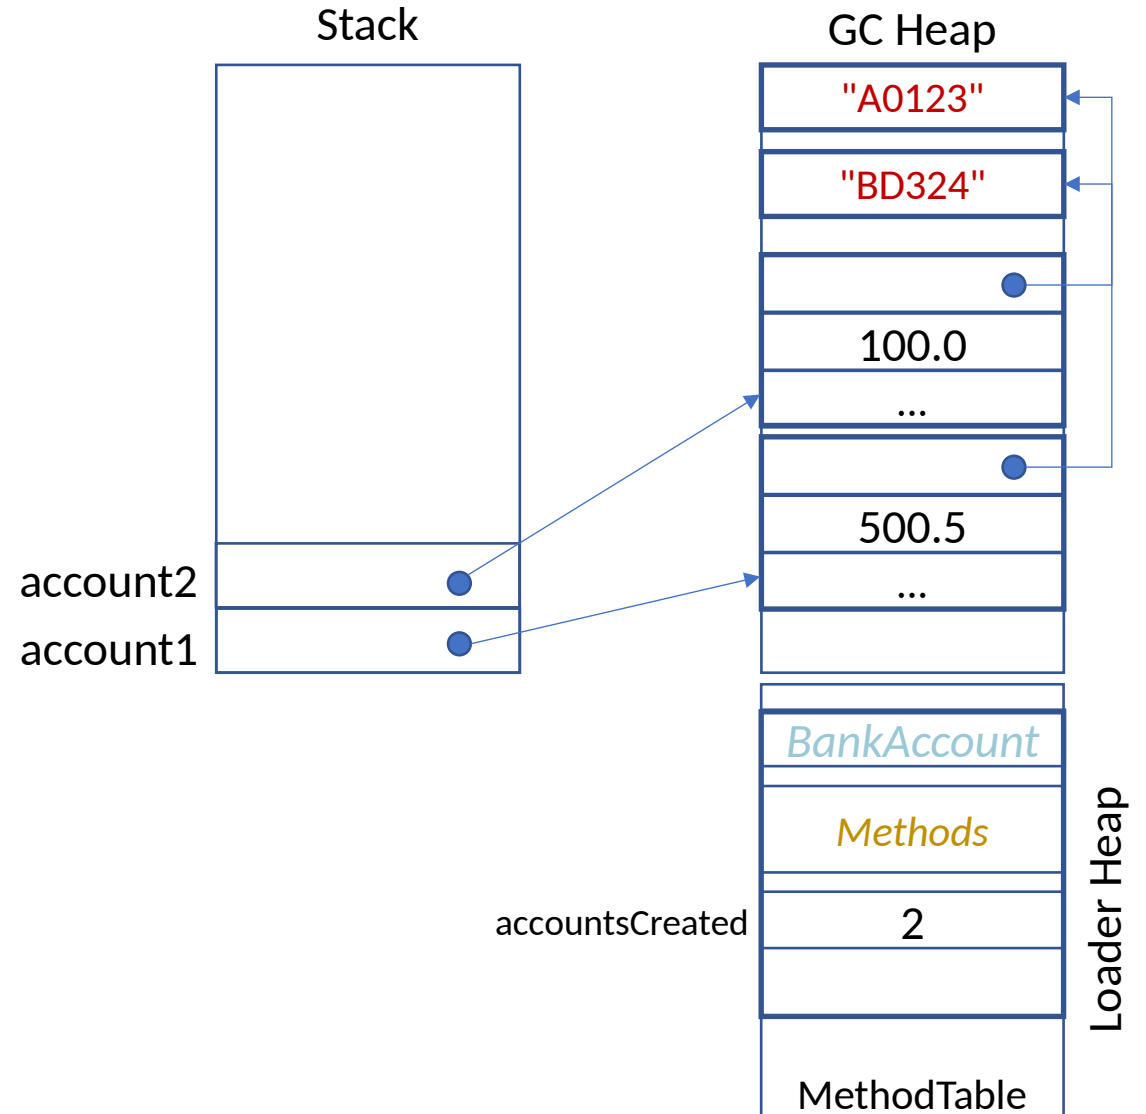 Stack
GC Heap
"A0123"
"BD324"
100.0
...
500.5
...
account2
account1
BankAccount
Methods
accountsCreated
2
Loader Heap
MethodTable